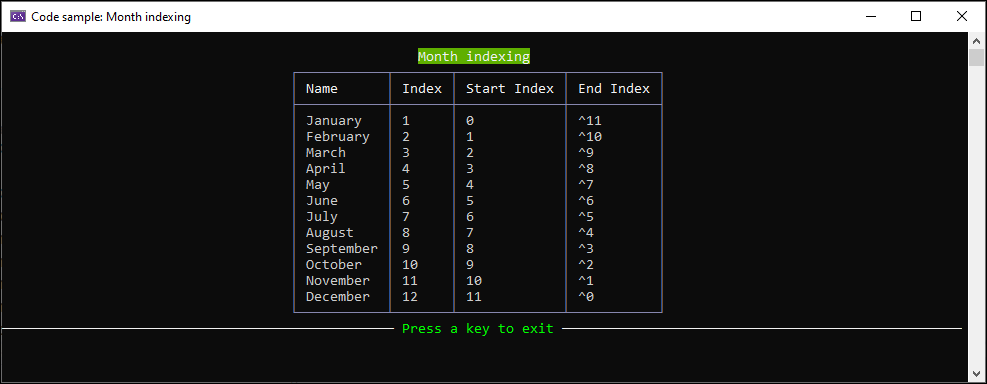 Code sample: Month indexing
Month indexing
Name Index Start Index End Index
January 1 0 ^11
February 2 1 ^10
March 3 2 ^9
April 4 3 ^8
May 5 4 ^7
June 6 5 ^6
July 7 6 ^5
August 8 7 ^4
September 9 8 ^3
October 10 9 ^2
November 11 10 ^1
December 12 11 ^0
Press a key to exit